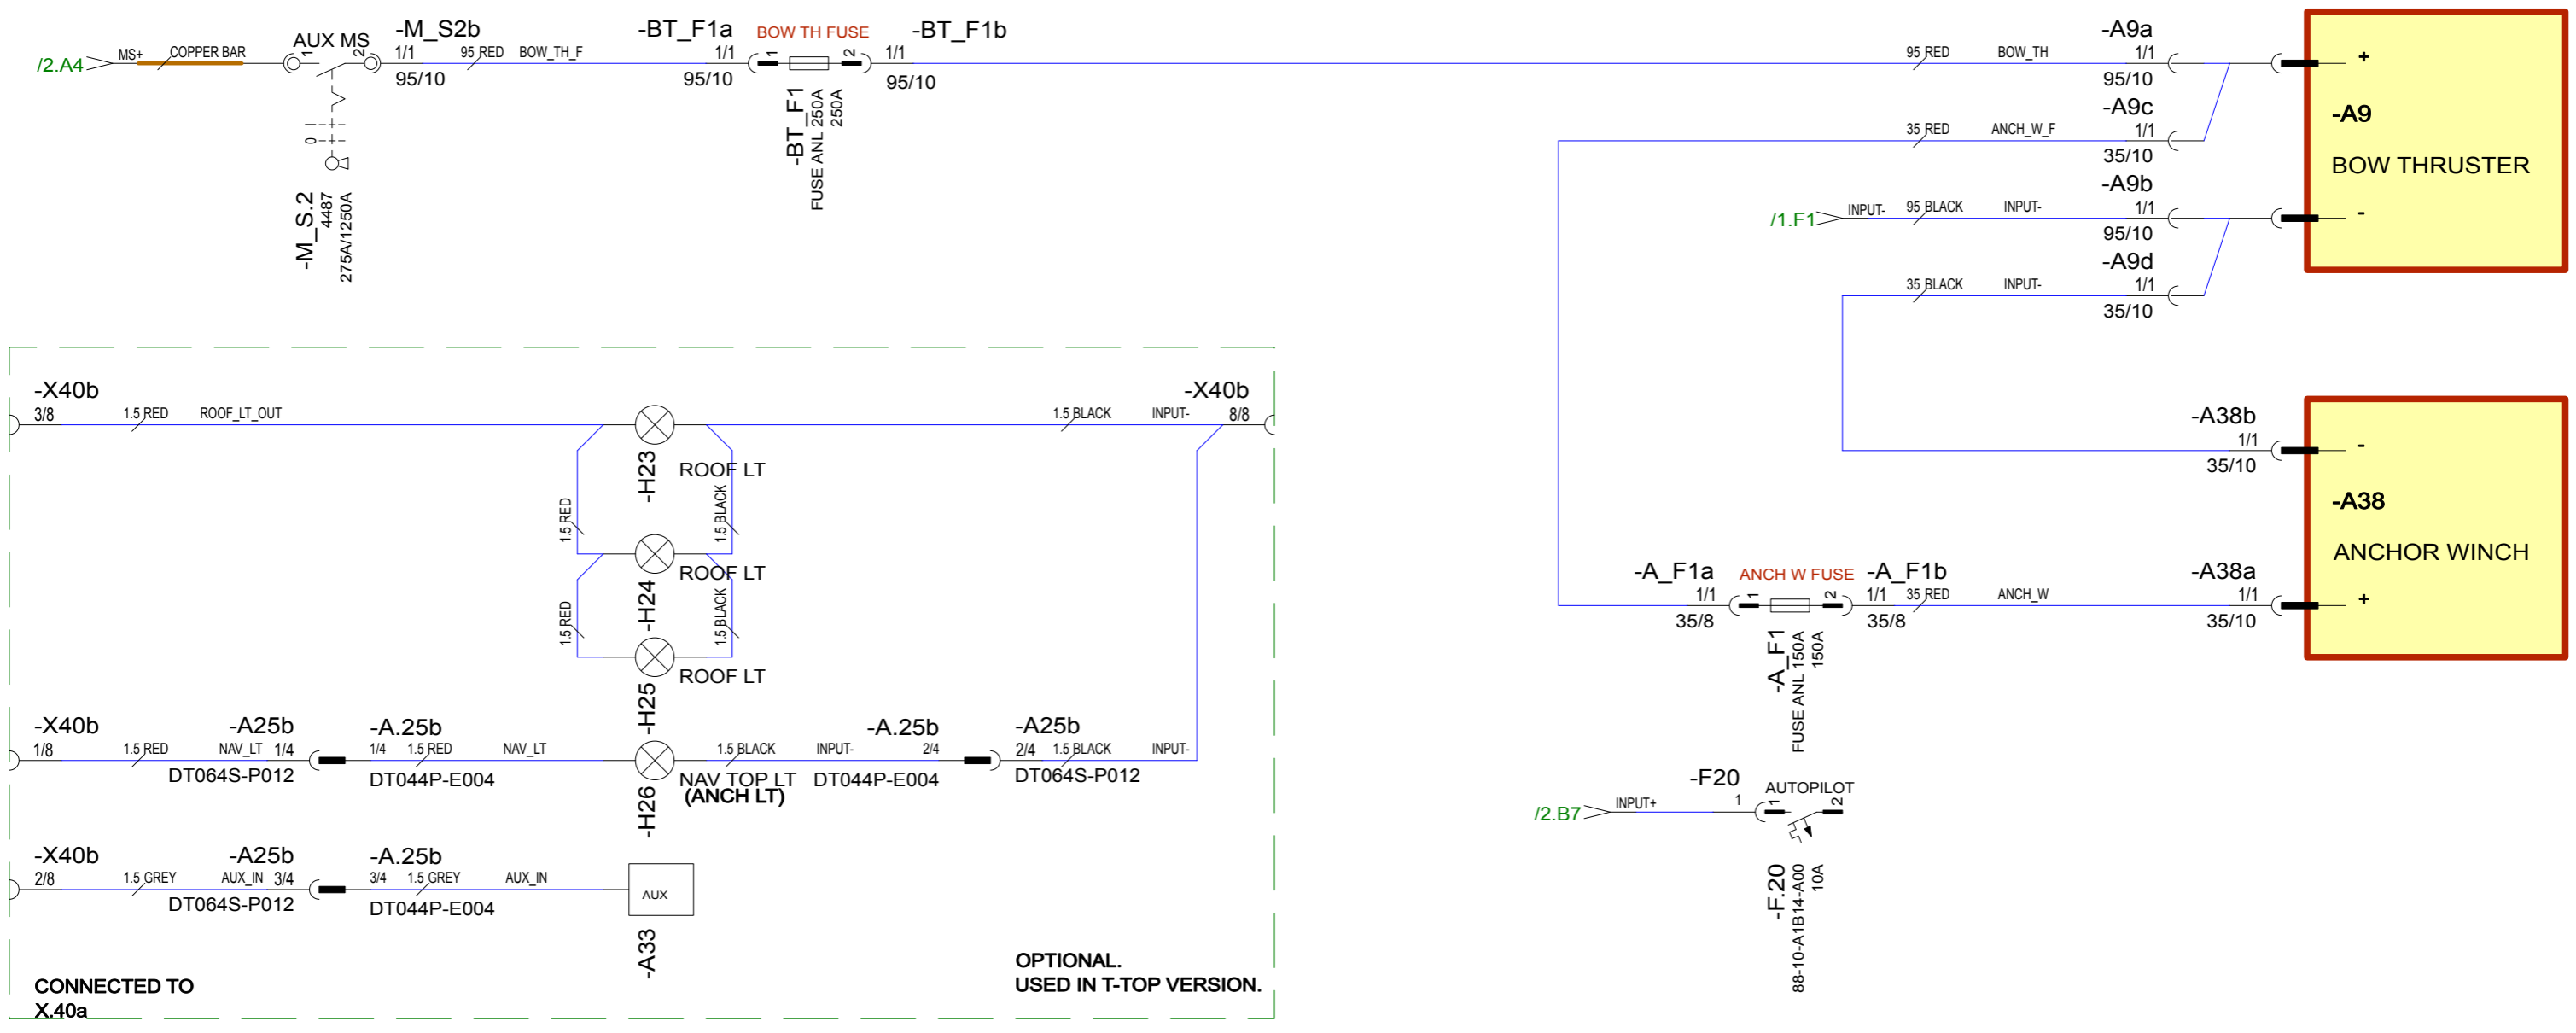 /2.A4
MS+
COPPER BAR
AUX MS
1
2
-M_S2b
1/1
95/10
95 RED
BOW_TH_F
-BT_F1a
1/1
95/10
BOW TH FUSE
1
2
-BT_F1b
1/1
95/10
95 RED
BOW_TH
-A9a
1/1
95/10
+
0 1
-M_S.2
4487
275A/1250A
-BT_F1
FUSE ANL 250A
250A
35 RED
ANCH_W_F
-A9c
1/1
35/10
-A9
BOW THRUSTER
/1.F1
INPUT-
95 BLACK
INPUT-
-A9b
1/1
95/10
-
35 BLACK
INPUT-
-A9d
1/1
35/10
-X40b
3/8
1.5 RED
ROOF_LT_OUT
-H23
ROOF LT
1.5 BLACK
INPUT-
-X40b
8/8
1.5 RED
1.5 BLACK
-H24
ROOF LT
1.5 RED
1.5 BLACK
-H25
ROOF LT
-X40b
1/8
1.5 RED
NAV_LT
-A25b
1/4
DT064S-P012
-A.25b
1/4
1.5 RED
NAV_LT
DT044P-E004
-H26
NAV TOP LT
(ANCH LT)
1.5 BLACK
INPUT-
-A.25b
2/4
DT044P-E004
-A25b
2/4
1.5 BLACK
INPUT-
DT064S-P012
-X40b
2/8
1.5 GREY
AUX_IN
-A25b
3/4
DT064S-P012
-A.25b
3/4
1.5 GREY
AUX_IN
DT044P-E004
AUX
-A33
CONNECTED TO
X.40a
OPTIONAL.
USED IN T-TOP VERSION.
-A38b
1/1
35/10
-
-A38
ANCHOR WINCH
-A_F1a
1/1
35/8
ANCH W FUSE
1
2
-A_F1b
1/1
35/8
35 RED
ANCH_W
-A38a
1/1
35/10
+
-A_F1
FUSE ANL 150A
150A
/2.B7
INPUT+
-F20
1
AUTOPILOT
1
2
-F.20
88-10-A1B14-A00
10A